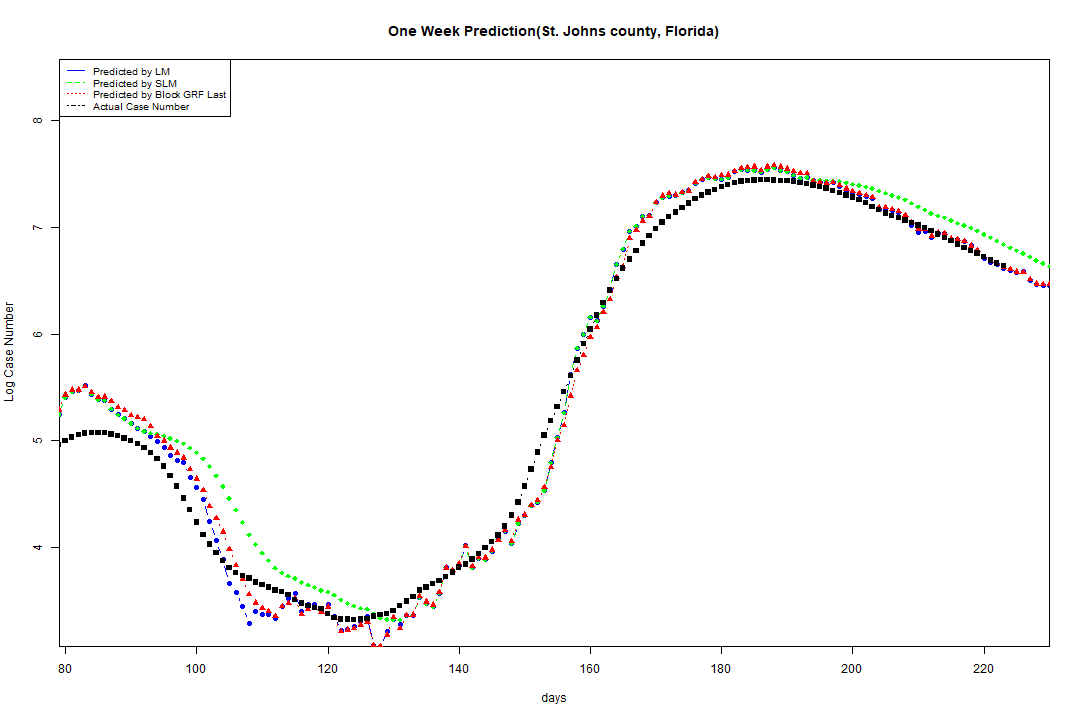 One Week Prediction(St. Johns county, Florida)
Predicted by LM
Predicted by SLM
Predicted by Block GRF Last
Actual Case Number
8
7
6
5
4
Log Case Number
80 100 120 140 160 180 200 220
days